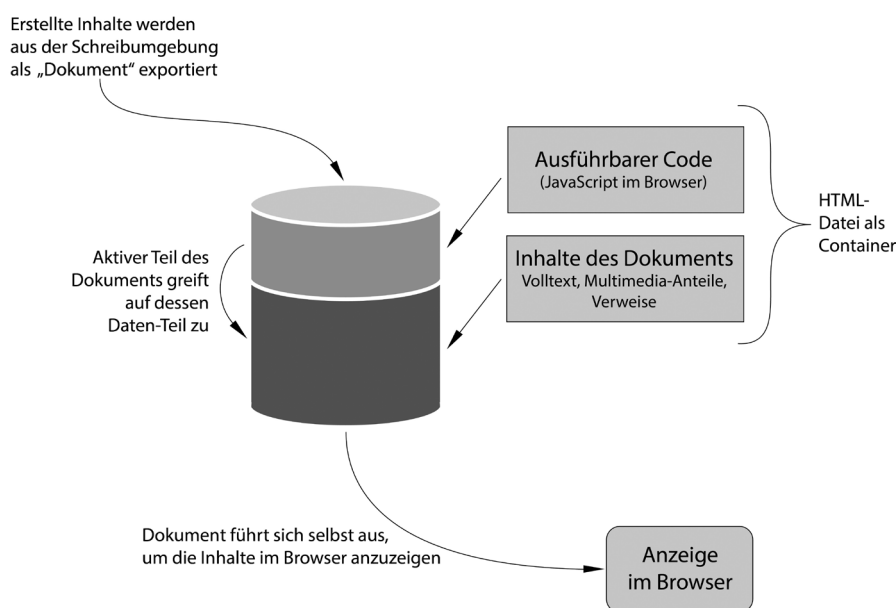 Erstellte Inhalte werden
aus der Schreibumgebung
als „Dokument“ exportiert
Ausführbarer Code
(JavaScript im Browser)
Inhalte des Dokuments
Volltext, Multimedia-Anteile,
Verweise
HTML-
Datei als
Container
Aktiver Teil des
Dokuments greift
auf dessen
Daten-Teil zu
Dokument führt sich selbst aus,
um die Inhalte im Browser anzuzeigen
Anzeige
im Browser